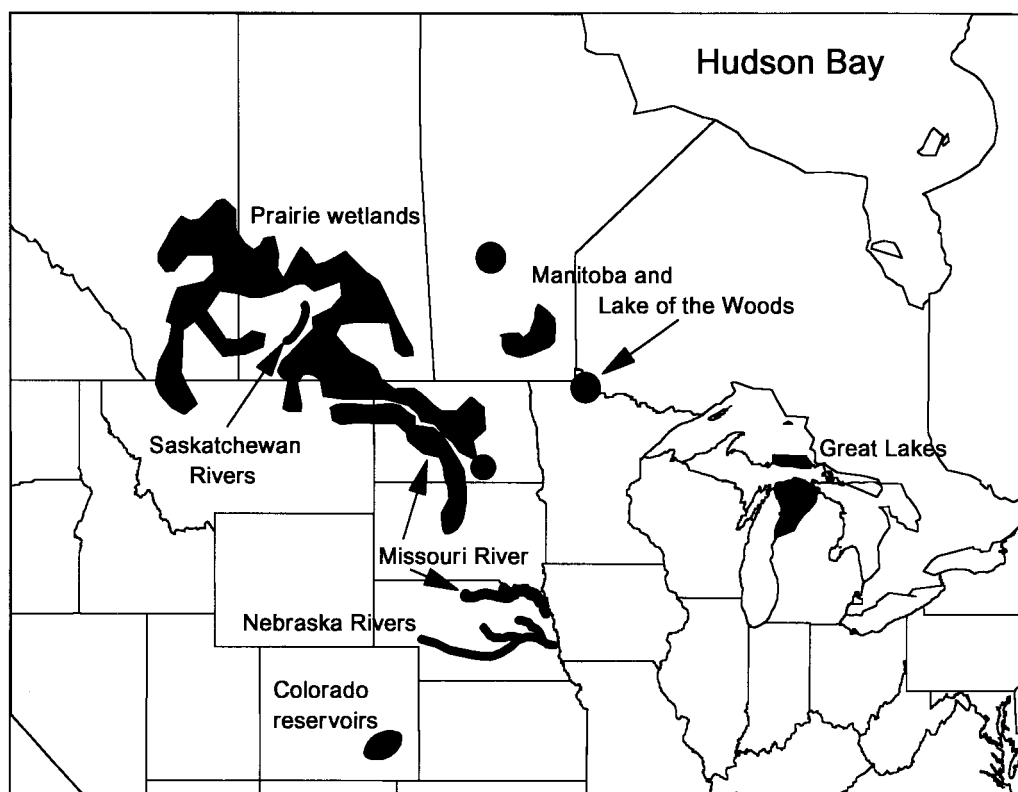 Hudson Bay
Prairie wetlands
Manitoba and
Lake of the Woods
Saskatchewan
Rivers
Great Lakes
Missouri River
Nebraska Rivers
Colorado
reservoirs